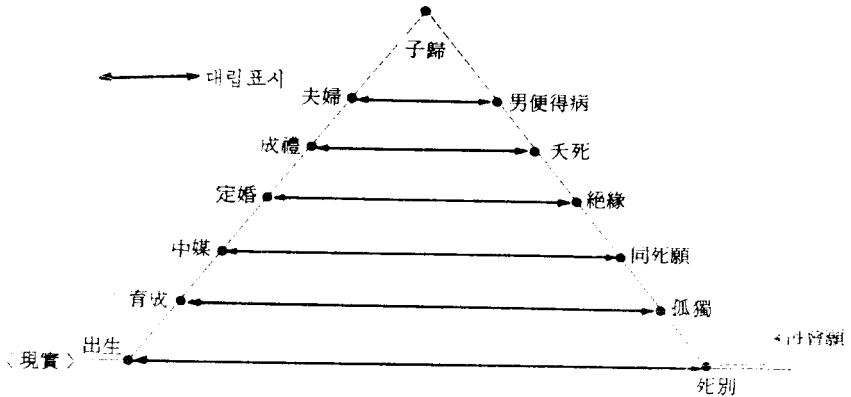 子歸
대립표시
夫婦 男便得病
成禮 夭死
定婚 絕緣
中媒 同死願
育成 孤獨
出生
〈現實〉
死別